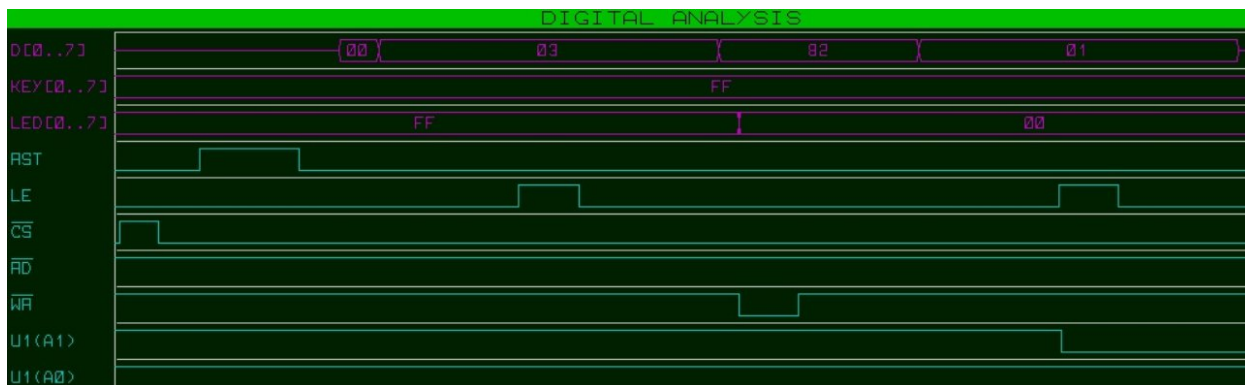 DIGITAL ANALYSIS
D[0..7] 00 03 82 01
KEY[0..7] FF
LED[0..7] FF 00
RST
LE
CS
RD
WR
U1(A1)
U1(A0)